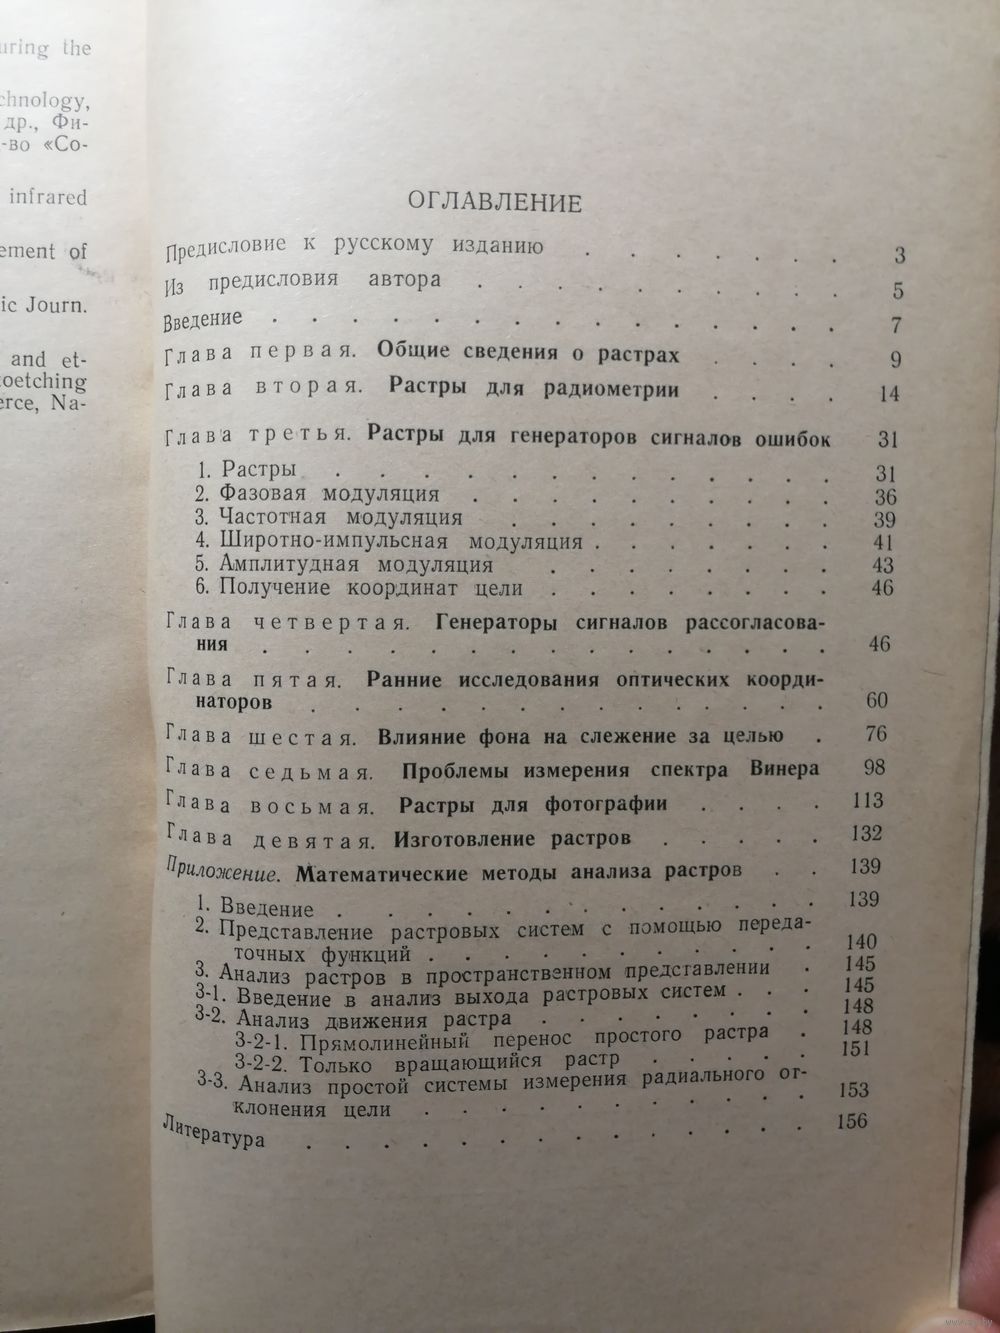 uring the
chnology,
др., Фи-
-во «Со-
infrared
ement of
ic Journ.
and et-
toetching
erce, Na-
ОГЛАВЛЕНИЕ
Предисловие к русскому изданию . . . . . . . 3
Из предисловия автора . . . . . . . . . . 5
Введение . . . . . . . . . . . . . . . 7
Глава первая. Общие сведения о растрах . . . . 9
Глава вторая. Растры для радиометрии . . . . 14
Глава третья. Растры для генераторов сигналов ошибок 31
1. Растры . . . . . . . . . . . . 31
2. Фазовая модуляция . . . . . . . . . 36
3. Частотная модуляция . . . . . . . . 39
4. Широтно-импульсная модуляция . . . . . . . 41
5. Амплитудная модуляция . . . . . . . . 43
6. Получение координат цели . . . . . . . . 46
Глава четвертая. Генераторы сигналов рассогласова-
ния . . . . . . . . . . . . . . . 46
Глава пятая. Ранние исследования оптических коорди-
наторов . . . . . . . . . . . . . 60
Глава шестая. Влияние фона на слежение за целью . 76
Глава седьмая. Проблемы измерения спектра Винера 98
Глава восьмая. Растры для фотографии . . . . 113
Глава девятая. Изготовление растров . . . . . 132
Приложение. Математические методы анализа растров . . 139
1. Введение . . . . . . . . . . . . 139
2. Представление растровых систем с помощью переда-
точных функций . . . . . . . . . . 140
3. Анализ растров в пространственном представлении . 145
3-1. Введение в анализ выхода растровых систем . . . 145
3-2. Анализ движения растра . . . . . . . 148
3-2-1. Прямолинейный перенос простого растра . 148
3-2-2. Только вращающийся растр . . . . . 151
3-3. Анализ простой системы измерения радиального от-
клонения цели . . . . . . . . . . 153
Литература . . . . . . . . . . . . . 156